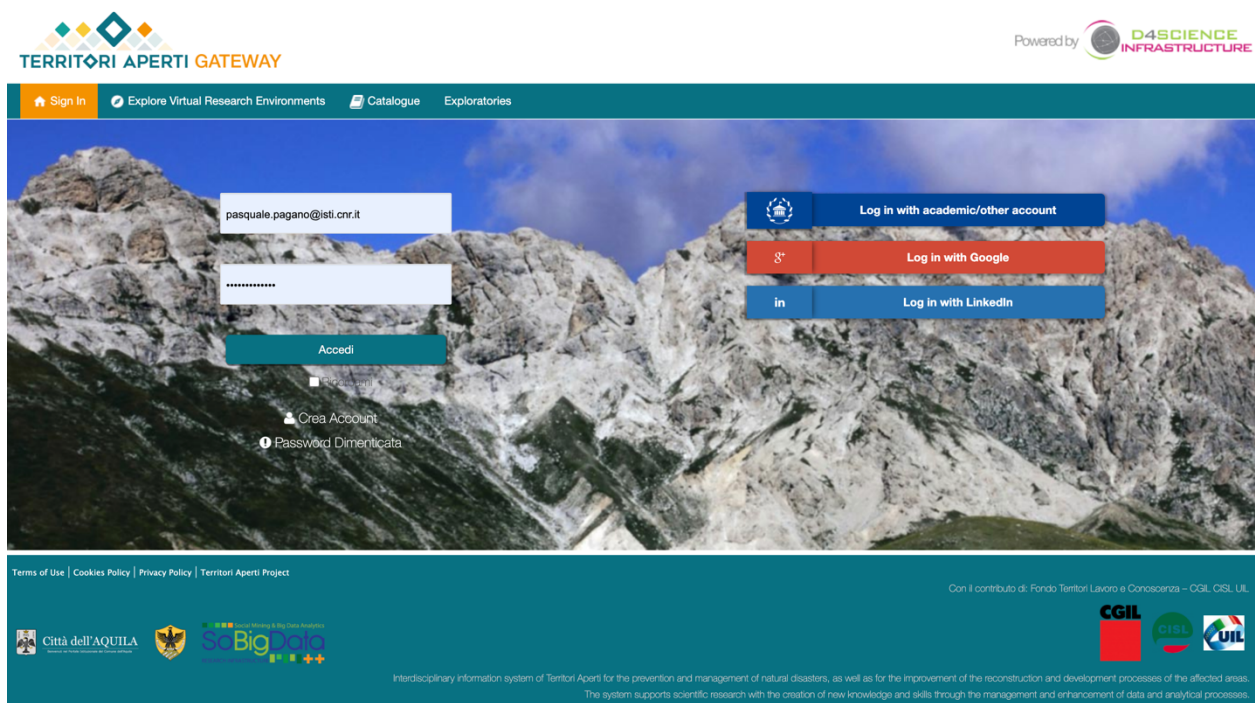 TERRITORI APERTI GATEWAY
Powered by D4SCIENCE INFRASTRUCTURE
Sign In Explore Virtual Research Environments Catalogue Exploratories
pasquale.pagano@isti.cnr.it
Log in with academic/other account
g+ Log in with Google
•••••••••••••
in Log in with LinkedIn
Accedi
Crea Account
Password Dimenticata
Terms of Use | Cookies Policy | Privacy Policy | Territori Aperti Project
Con il contributo di: Fondo Territori Lavoro e Conoscenza – CGIL, CISL, UIL.
Città dell'AQUILA
Social Mining & Big Data Analytics
SoBigData
++
CGIL
CISL
UIL
Interdisciplinary information system of Territori Aperti for the prevention and management of natural disasters, as well as for the improvement of the reconstruction and development processes of the affected areas.
The system supports scientific research with the creation of new knowledge and skills through the management and enhancement of data and analytical processes.